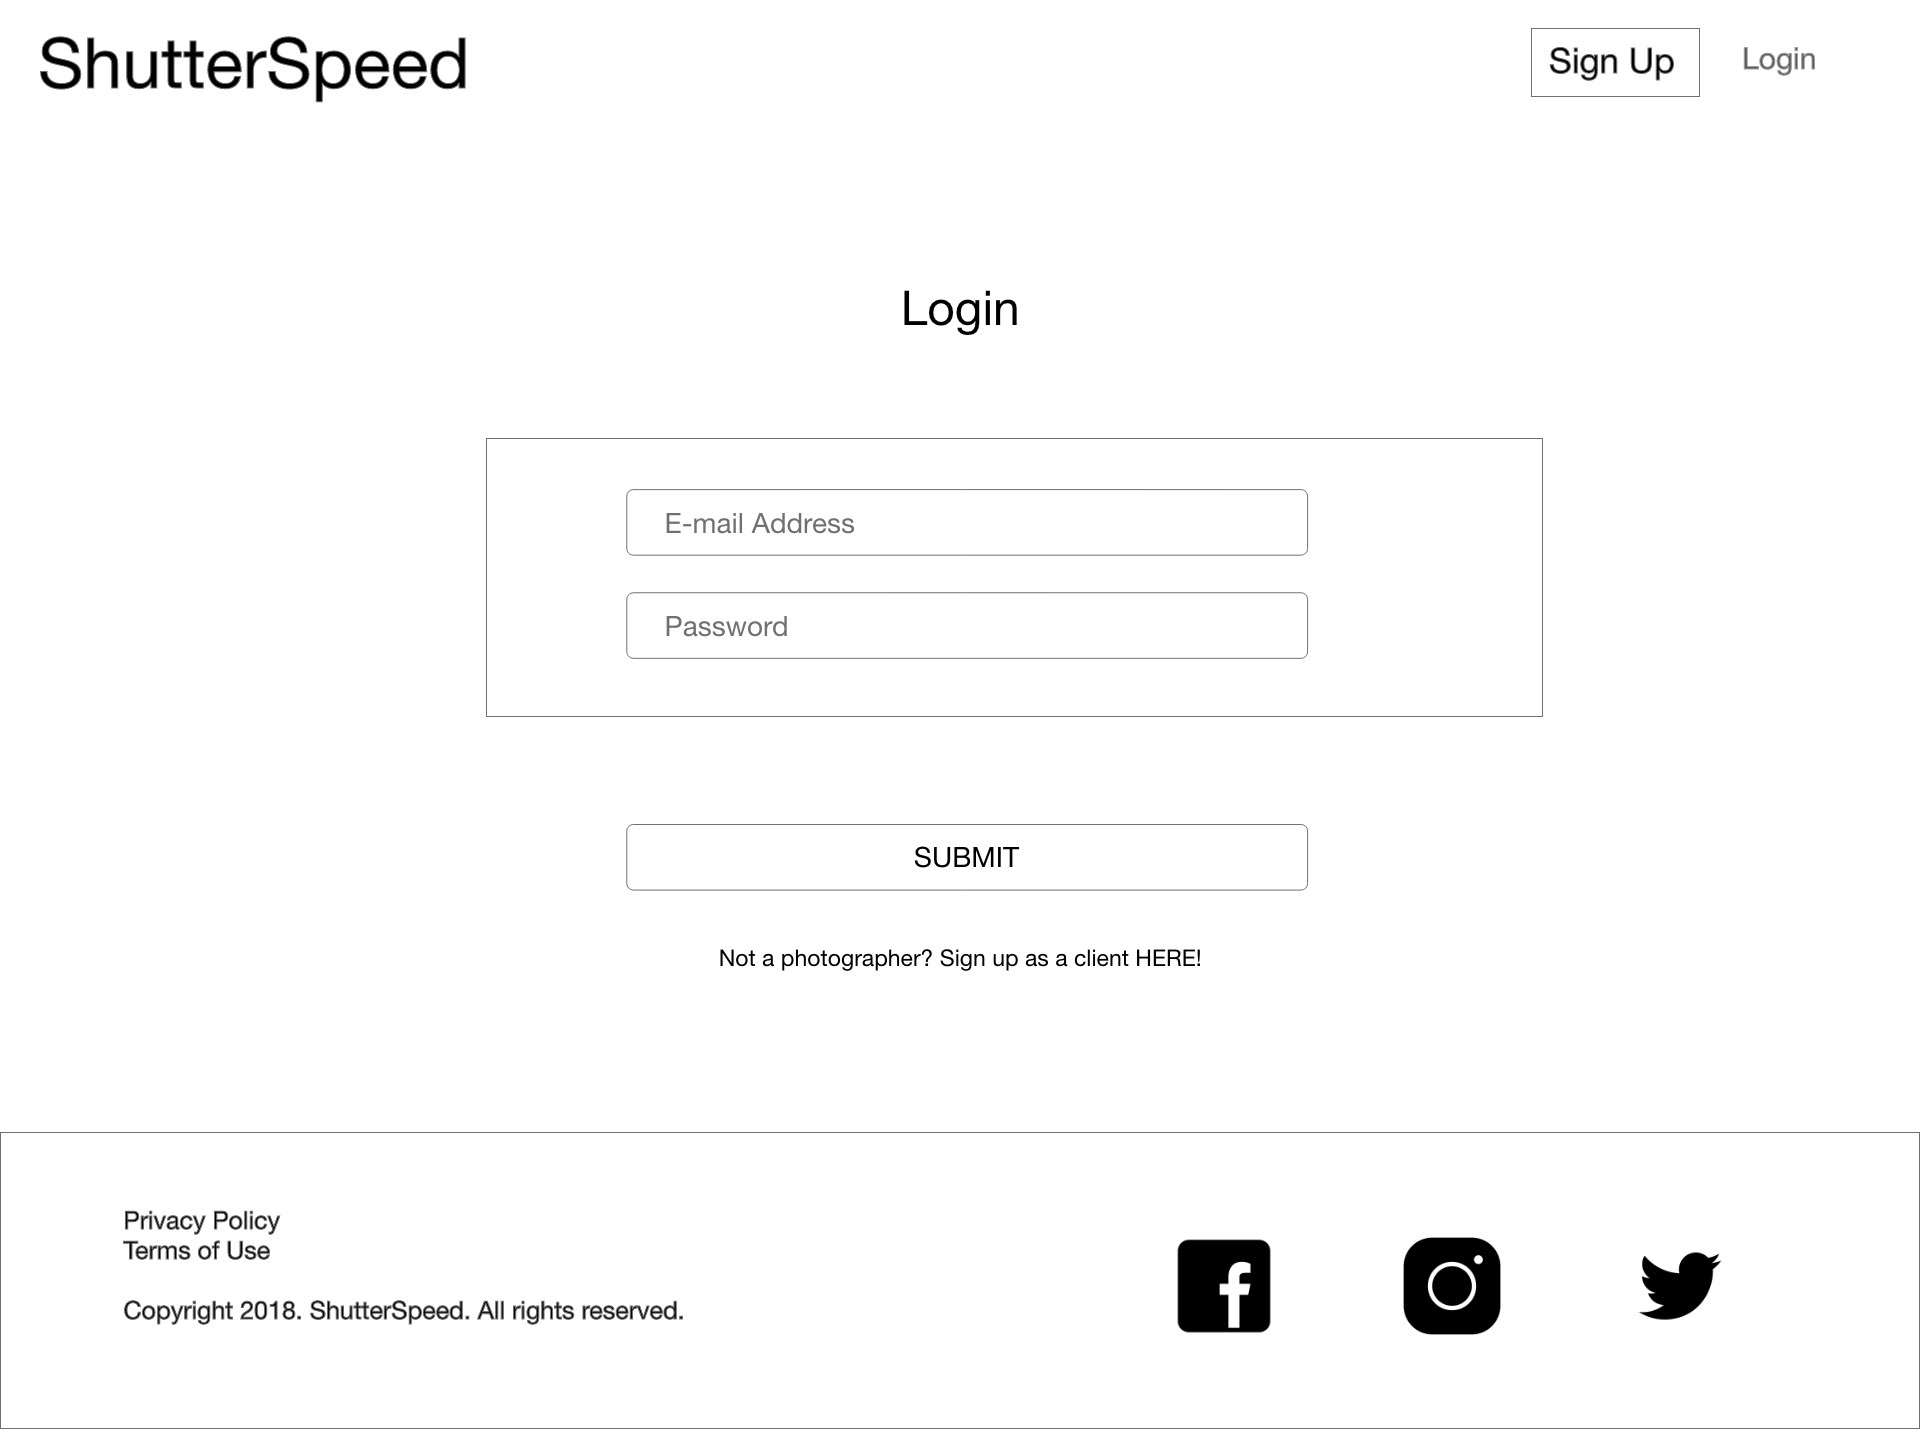 ShutterSpeed
Sign Up
Login
Login
E-mail Address
Password
SUBMIT
Not a photographer? Sign up as a client HERE!
Privacy Policy
Terms of Use
Copyright 2018. ShutterSpeed. All rights reserved.